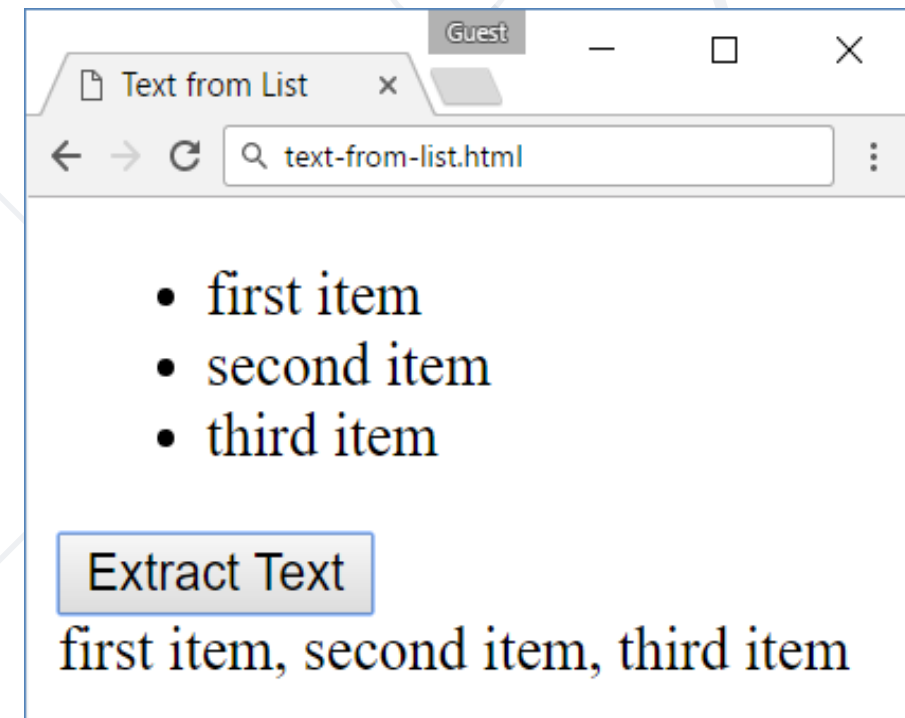 Guest
Text from List
text-from-list.html
• first item
• second item
• third item
Extract Text
first item, second item, third item